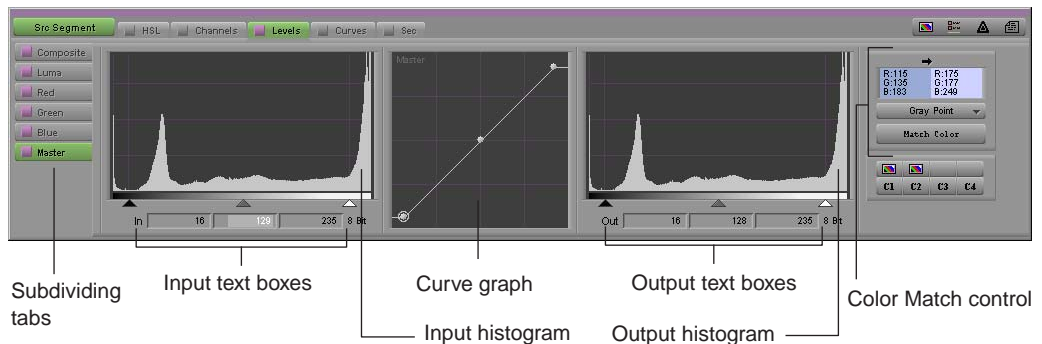 Src Segment HSL Channels Levels Curves Sec
Composite
Luma
Red
Green
Blue
Master
Master
R:115 R:175
G:135 G:177
B:183 B:249
Gray Point
Match Color
C1 C2 C3 C4
In 16 129 235 8 Bit
Out 16 128 235 8 Bit
Subdividing
tabs
Input text boxes
Curve graph
Output text boxes
Color Match control
Input histogram
Output histogram